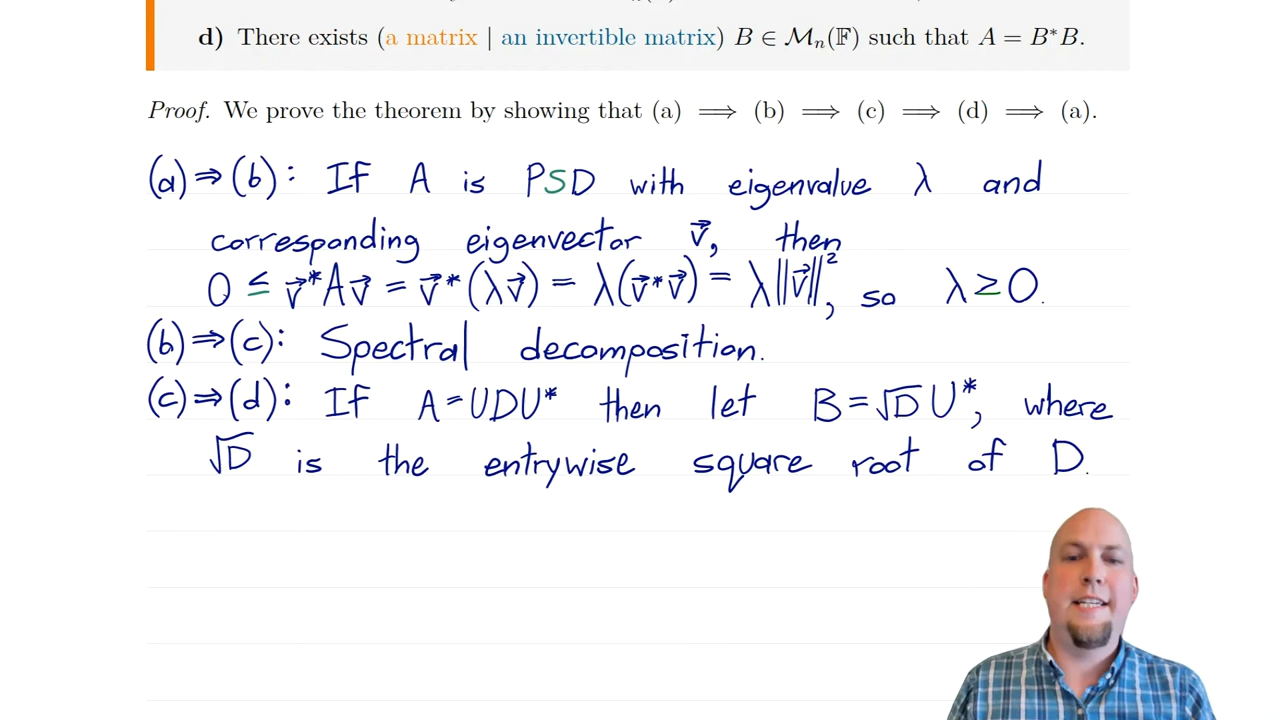 d) There exists (a matrix | an invertible matrix) B ∈ ℳₙ(𝔽) such that A = B*B.
Proof. We prove the theorem by showing that (a) ⟹ (b) ⟹ (c) ⟹ (d) ⟹ (a).
(a)⇒(b): If A is PSD with eigenvalue λ and
corresponding eigenvector v⃗, then
0 ≤ v⃗*Av⃗ = v⃗*(λv⃗) = λ(v⃗*v⃗) = λ‖v⃗‖², so λ ≥ 0.
(b)⇒(c): Spectral decomposition.
(c)⇒(d): If A=UDU* then let B=√D U*, where
√D is the entrywise square root of D.